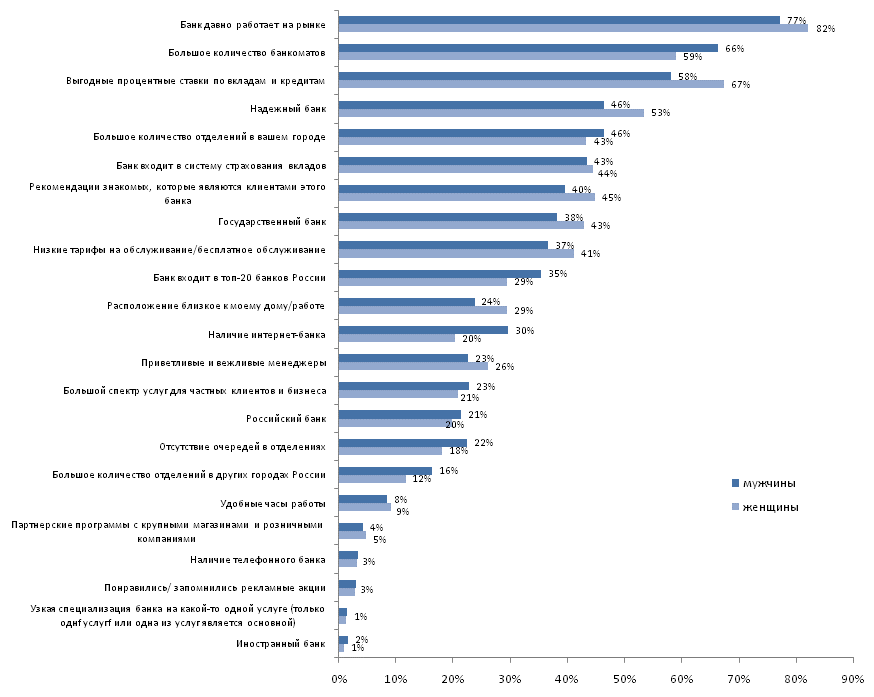 Банк давно работает на рынке
77%
82%
Большое количество банкоматов
66%
59%
Выгодные процентные ставки по вкладам и кредитам
58%
67%
Надежный банк
46%
53%
Большое количество отделений в вашем городе
46%
43%
Банк входит в систему страхования вкладов
43%
44%
Рекомендации знакомых, которые являются клиентами этого
банка
40%
45%
Государственный банк
38%
43%
Низкие тарифы на обслуживание/бесплатное обслуживание
37%
41%
Банк входит в топ-20 банков России
35%
29%
Расположение близкое к моему дому/работе
24%
29%
Наличие интернет-банка
30%
20%
Приветливые и вежливые менеджеры
23%
26%
Большой спектр услуг для частных клиентов и бизнеса
23%
21%
Российский банк
21%
20%
Отсутствие очередей в отделениях
22%
18%
Большое количество отделений в других городах России
16%
12%
мужчины
женщины
Удобные часы работы
8%
9%
Партнерские программы с крупными магазинами и розничными
компаниями
4%
5%
Наличие телефонного банка
3%
Понравились/ запомнились рекламные акции
3%
Узкая специализация банка на какой-то одной услуге (только
однf услугf или одна из услуг является основной)
1%
Иностранный банк
2%
1%
0% 10% 20% 30% 40% 50% 60% 70% 80% 90%